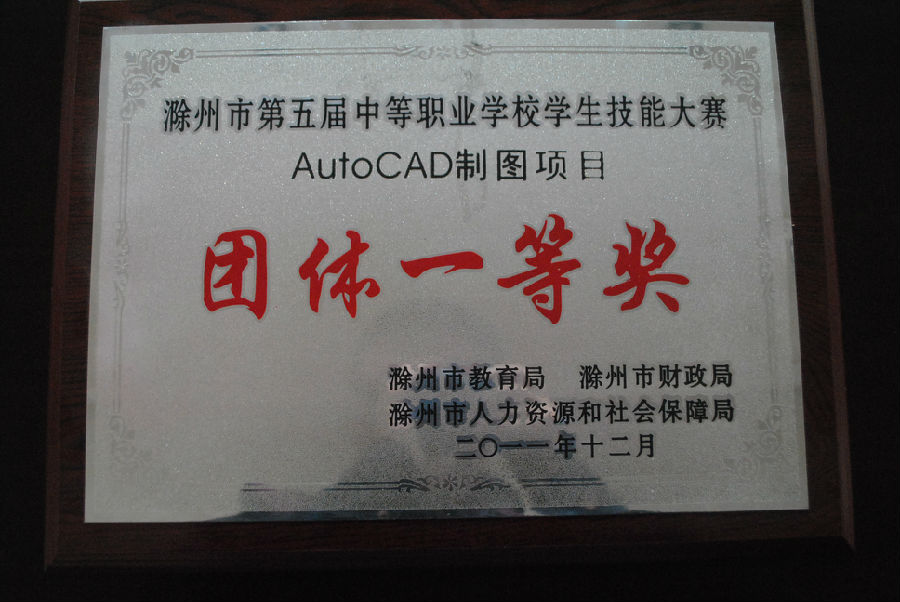 滁州市第五届中等职业学校学生技能大赛
AutoCAD制图项目
团体一等奖
滁州市教育局 滁州市财政局
滁州市人力资源和社会保障局
二〇一一年十二月